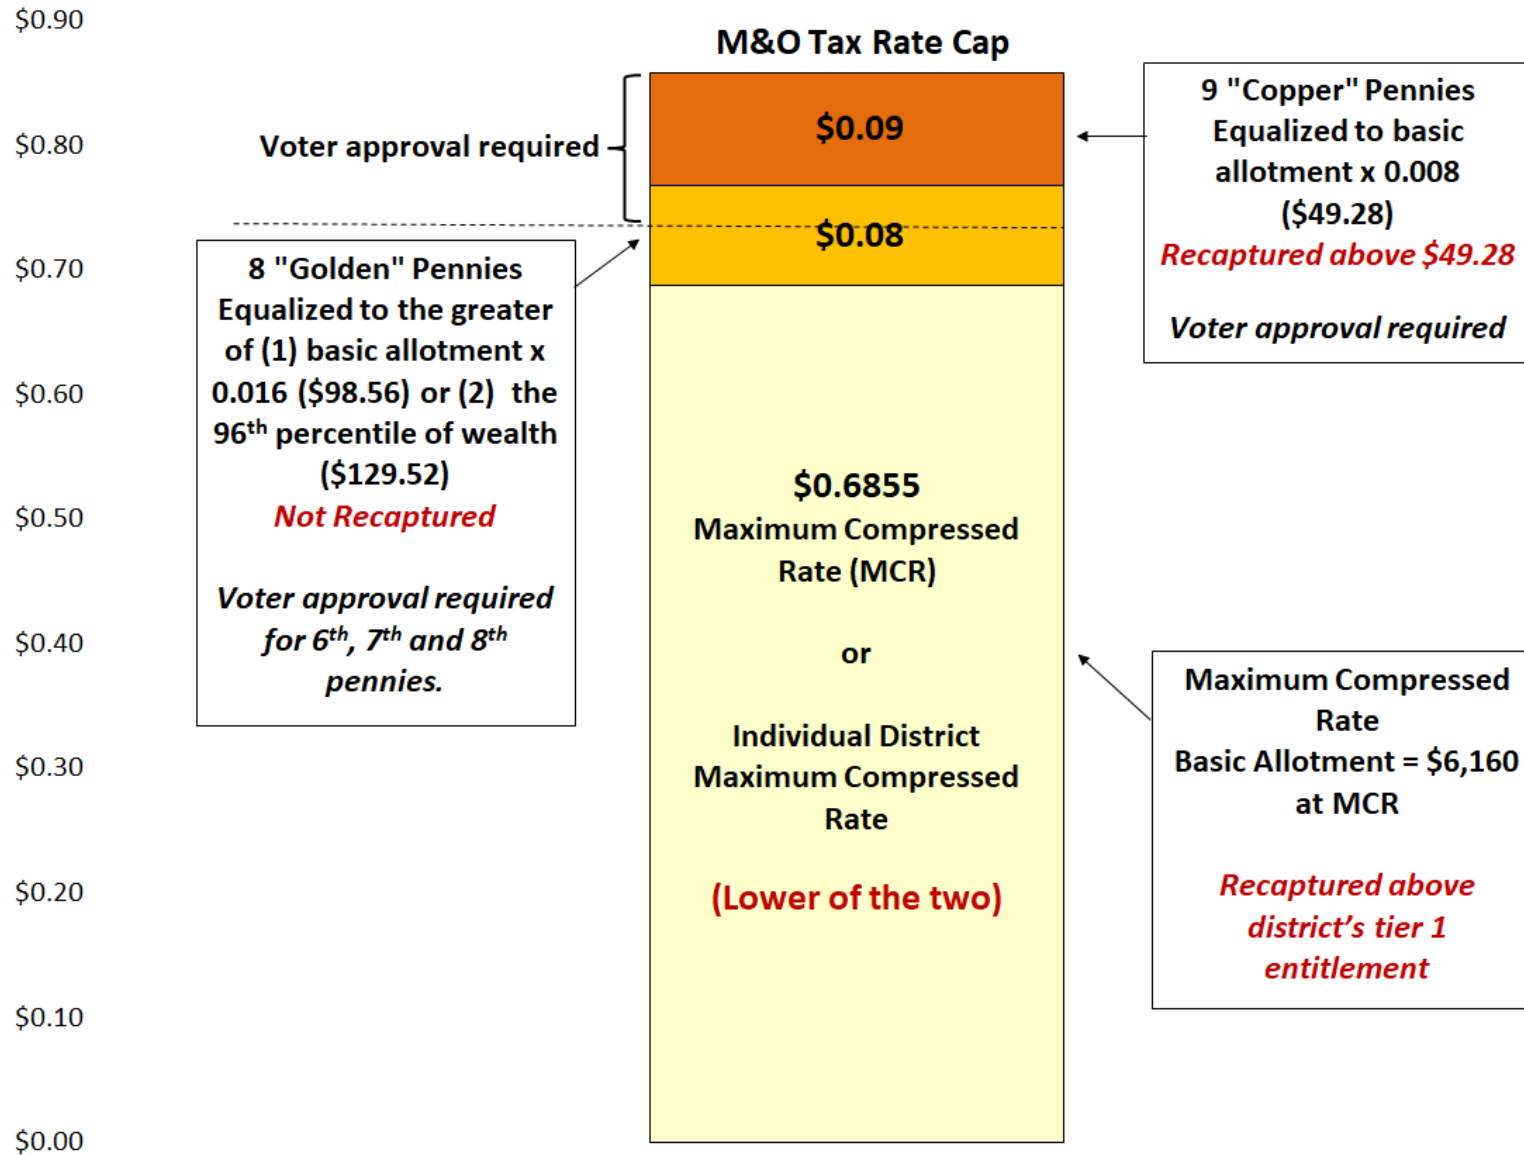 M&O Tax Rate Cap
$0.90
$0.80
$0.70
$0.60
$0.50
$0.40
$0.30
$0.20
$0.10
$0.00
Voter approval required
8 "Golden" Pennies
Equalized to the greater
of (1) basic allotment x
0.016 ($98.56) or (2) the
96th percentile of wealth
($129.52)
Not Recaptured
Voter approval required
for 6th, 7th and 8th
pennies.
$0.09
$0.08
$0.6855
Maximum Compressed
Rate (MCR)
or
Individual District
Maximum Compressed
Rate
(Lower of the two)
9 "Copper" Pennies
Equalized to basic
allotment x 0.008
($49.28)
Recaptured above $49.28
Voter approval required
Maximum Compressed
Rate
Basic Allotment = $6,160
at MCR
Recaptured above
district’s tier 1
entitlement